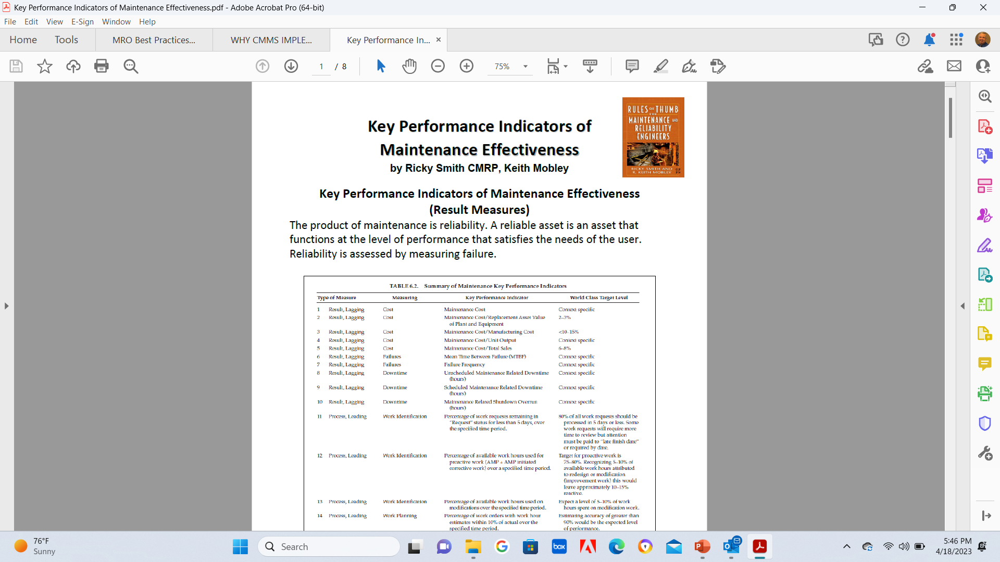 Key Performance Indicators of Maintenance Effectiveness.pdf - Adobe Acrobat Pro (64-bit)
File Edit View E-Sign Window Help
Home Tools MRO Best Practices... WHY CMMS IMPLE... Key Performance In... ×
1 / 8 75%
RULES OF THUMB
FOR
MAINTENANCE AND
RELIABILITY
ENGINEERS
RICKY SMITH AND
R. KEITH MOBLEY
Key Performance Indicators of
Maintenance Effectiveness
by Ricky Smith CMRP, Keith Mobley
Key Performance Indicators of Maintenance Effectiveness
(Result Measures)
The product of maintenance is reliability. A reliable asset is an asset that
functions at the level of performance that satisfies the needs of the user.
Reliability is assessed by measuring failure.
TABLE 6.2. Summary of Maintenance Key Performance Indicators
Type of Measure Measuring Key Performance Indicator World Class Target Level
1 Result, Lagging Cost Maintenance Cost Context specific
2 Result, Lagging Cost Maintenance Cost/Replacement Asset Value 2–3%
of Plant and Equipment
3 Result, Lagging Cost Maintenance Cost/Manufacturing Cost <10–15%
4 Result, Lagging Cost Maintenance Cost/Unit Output Context specific
5 Result, Lagging Cost Maintenance Cost/Total Sales 6–8%
6 Result, Lagging Failures Mean Time Between Failure (MTBF) Context specific
7 Result, Lagging Failures Failure Frequency Context specific
8 Result, Lagging Downtime Unscheduled Maintenance Related Downtime Context specific
(hours)
9 Result, Lagging Downtime Scheduled Maintenance Related Downtime Context specific
(hours)
10 Result, Lagging Downtime Maintenance Related Shutdown Overrun Context specific
(hours)
11 Process, Leading Work Identification Percentage of work requests remaining in 80% of all work requests should be
"Request" status for less than 5 days, over processed in 5 days or less. Some
the specified time period. work requests will require more
time to review but attention
must be paid to "late finish date"
or required by date.
12 Process, Leading Work Identification Percentage of available work hours used for Target for proactive work is
proactive work (AMP + AMP initiated 75–80%. Recognizing 5–10% of
corrective work) over a specified time period. available work hours attributed
to redesign or modification
(improvement work) this would
leave approximately 10–15%
reactive.
13 Process, Leading Work Identification Percentage of available work hours used on Expect a level of 5–10% of work
modifications over the specified time period. hours spent on modification work.
14 Process, Leading Work Planning Percentage of work orders with work hour Estimating accuracy of greater than
estimates within 10% of actual over the 90% would be the expected level
specified time period. of performance.
76°F
Sunny
Search
box
5:46 PM
4/18/2023